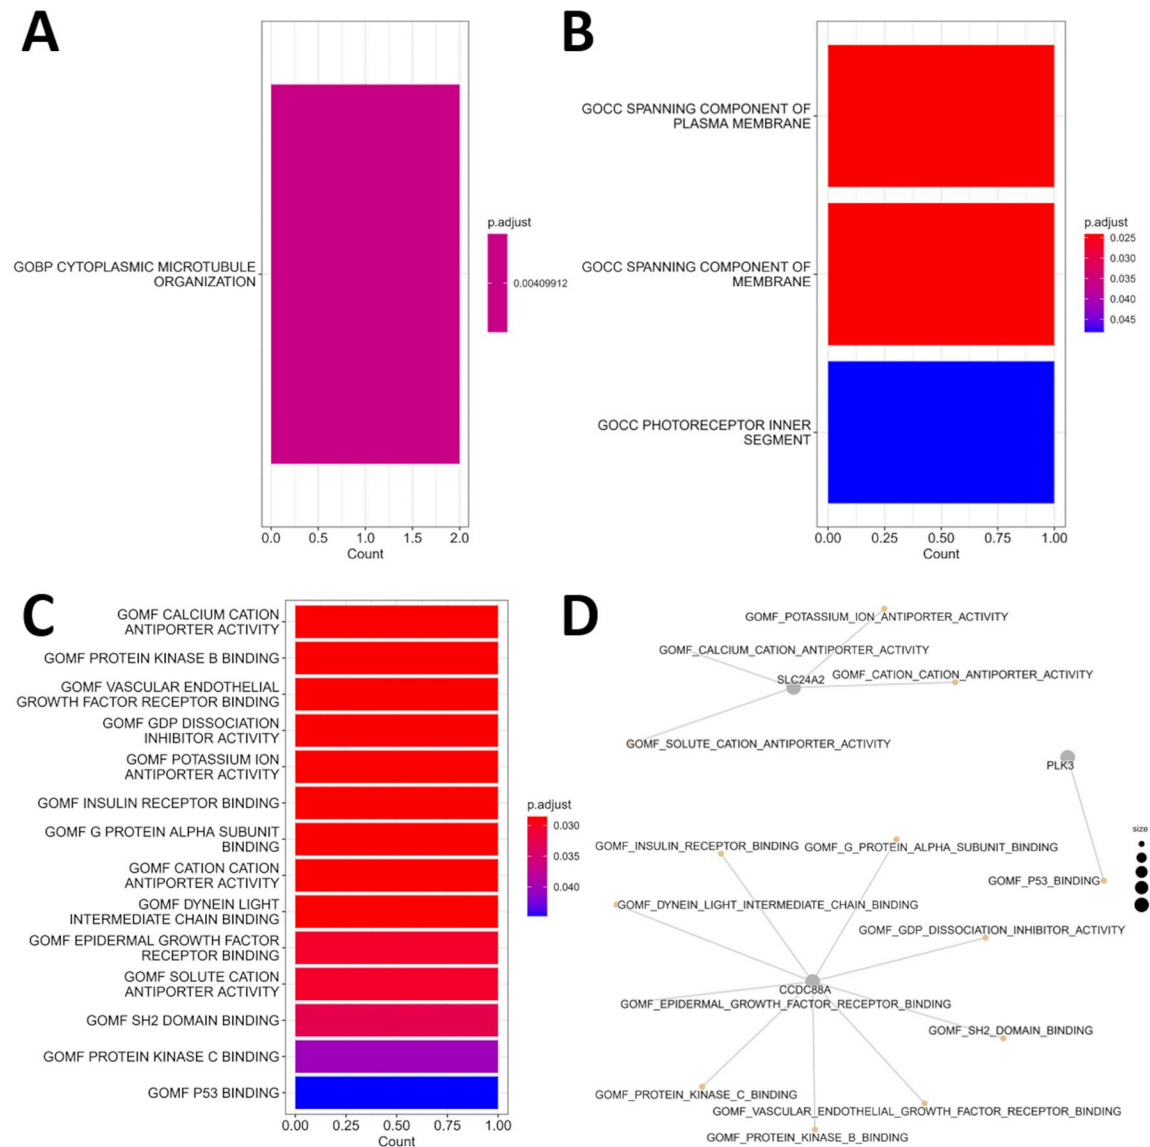 A
GOBP CYTOPLASMIC MICROTUBULE
ORGANIZATION
0.0 0.5 1.0 1.5 2.0
Count
p.adjust
0.00409912
B
GOCC SPANNING COMPONENT OF
PLASMA MEMBRANE
GOCC SPANNING COMPONENT OF
MEMBRANE
GOCC PHOTORECEPTOR INNER
SEGMENT
0.00 0.25 0.50 0.75 1.00
Count
p.adjust
0.025
0.030
0.035
0.040
0.045
C
GOMF CALCIUM CATION
ANTIPORTER ACTIVITY
GOMF PROTEIN KINASE B BINDING
GOMF VASCULAR ENDOTHELIAL
GROWTH FACTOR RECEPTOR BINDING
GOMF GDP DISSOCIATION
INHIBITOR ACTIVITY
GOMF POTASSIUM ION
ANTIPORTER ACTIVITY
GOMF INSULIN RECEPTOR BINDING
GOMF G PROTEIN ALPHA SUBUNIT
BINDING
GOMF CATION CATION
ANTIPORTER ACTIVITY
GOMF DYNEIN LIGHT
INTERMEDIATE CHAIN BINDING
GOMF EPIDERMAL GROWTH FACTOR
RECEPTOR BINDING
GOMF SOLUTE CATION
ANTIPORTER ACTIVITY
GOMF SH2 DOMAIN BINDING
GOMF PROTEIN KINASE C BINDING
GOMF P53 BINDING
0.00 0.25 0.50 0.75 1.00
Count
p.adjust
0.030
0.035
0.040
D
GOMF_POTASSIUM_ION_ANTIPORTER_ACTIVITY
GOMF_CALCIUM_CATION_ANTIPORTER_ACTIVITY
SLC24A2
GOMF_CATION_CATION_ANTIPORTER_ACTIVITY
GOMF_SOLUTE_CATION_ANTIPORTER_ACTIVITY
PLK3
size
GOMF_INSULIN_RECEPTOR_BINDING
GOMF_G_PROTEIN_ALPHA_SUBUNIT_BINDING
GOMF_P53_BINDING
GOMF_DYNEIN_LIGHT_INTERMEDIATE_CHAIN_BINDING
GOMF_GDP_DISSOCIATION_INHIBITOR_ACTIVITY
CCDC88A
GOMF_EPIDERMAL_GROWTH_FACTOR_RECEPTOR_BINDING
GOMF_SH2_DOMAIN_BINDING
GOMF_PROTEIN_KINASE_C_BINDING
GOMF_VASCULAR_ENDOTHELIAL_GROWTH_FACTOR_RECEPTOR_BINDING
GOMF_PROTEIN_KINASE_B_BINDING